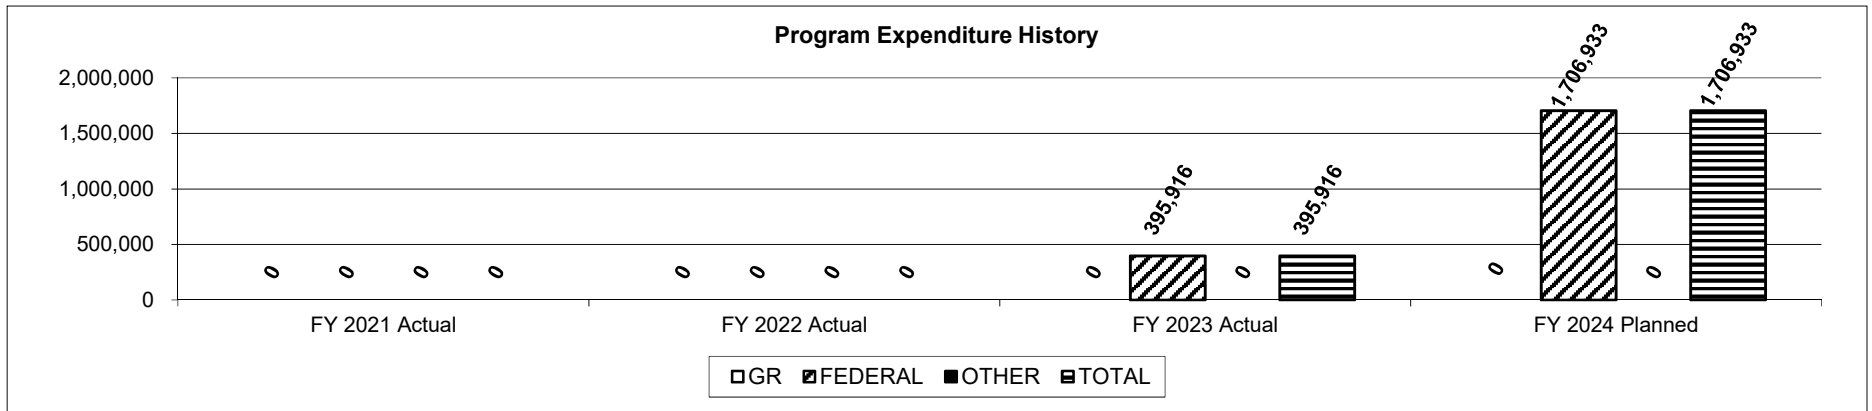 Program Expenditure History
2,000,000
1,500,000
1,000,000
500,000
0
0 0 0 0
0 0 0 0
0 395,916 0 395,916
0 1,706,933 0 1,706,933
FY 2021 Actual FY 2022 Actual FY 2023 Actual FY 2024 Planned
GR FEDERAL OTHER TOTAL